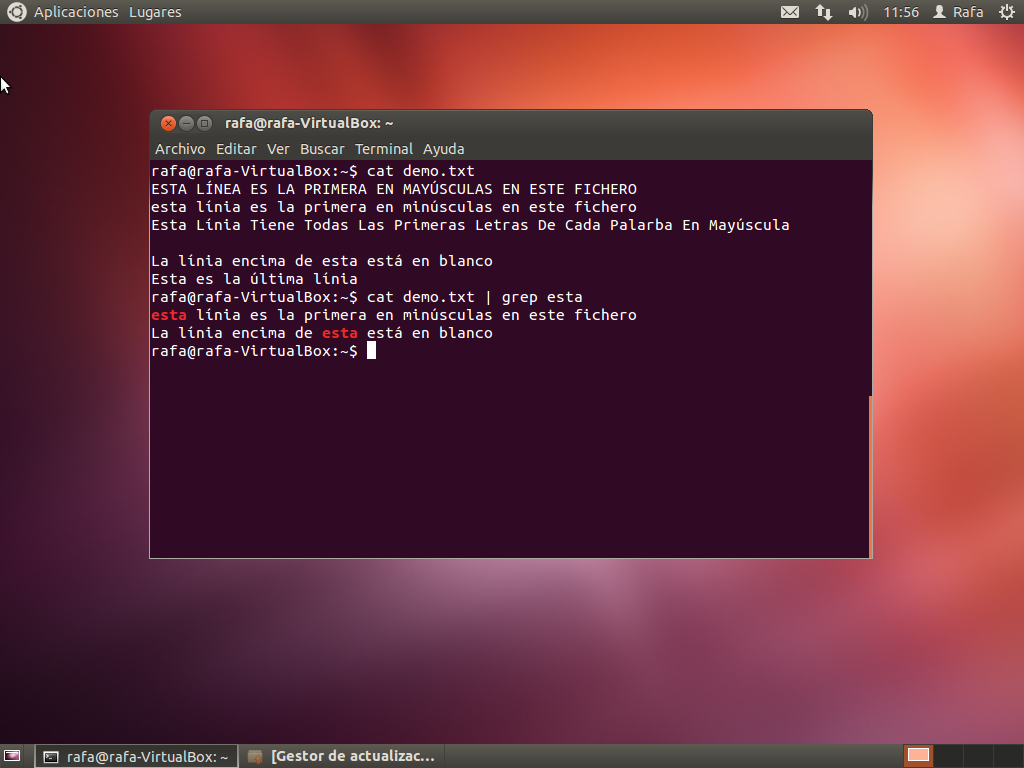 Aplicaciones Lugares 11:56 Rafa
rafa@rafa-VirtualBox: ~
Archivo Editar Ver Buscar Terminal Ayuda
rafa@rafa-VirtualBox:~$ cat demo.txt
ESTA LÍNEA ES LA PRIMERA EN MAYÚSCULAS EN ESTE FICHERO
esta línia es la primera en minúsculas en este fichero
Esta Línia Tiene Todas Las Primeras Letras De Cada Palarba En Mayúscula
La línia encima de esta está en blanco
Esta es la última línia
rafa@rafa-VirtualBox:~$ cat demo.txt | grep esta
esta línia es la primera en minúsculas en este fichero
La línia encima de esta está en blanco
rafa@rafa-VirtualBox:~$
rafa@rafa-VirtualBox: ~ [Gestor de actualizac...